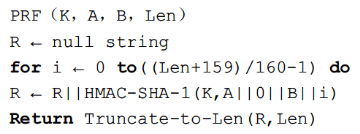 PRF（K，A，B，Len）
R ← null string
for i ← 0 to((Len+159)/160-1) do
R ← R||HMAC-SHA-1(K,A||0||B||i)
Return Truncate-to-Len(R,Len)